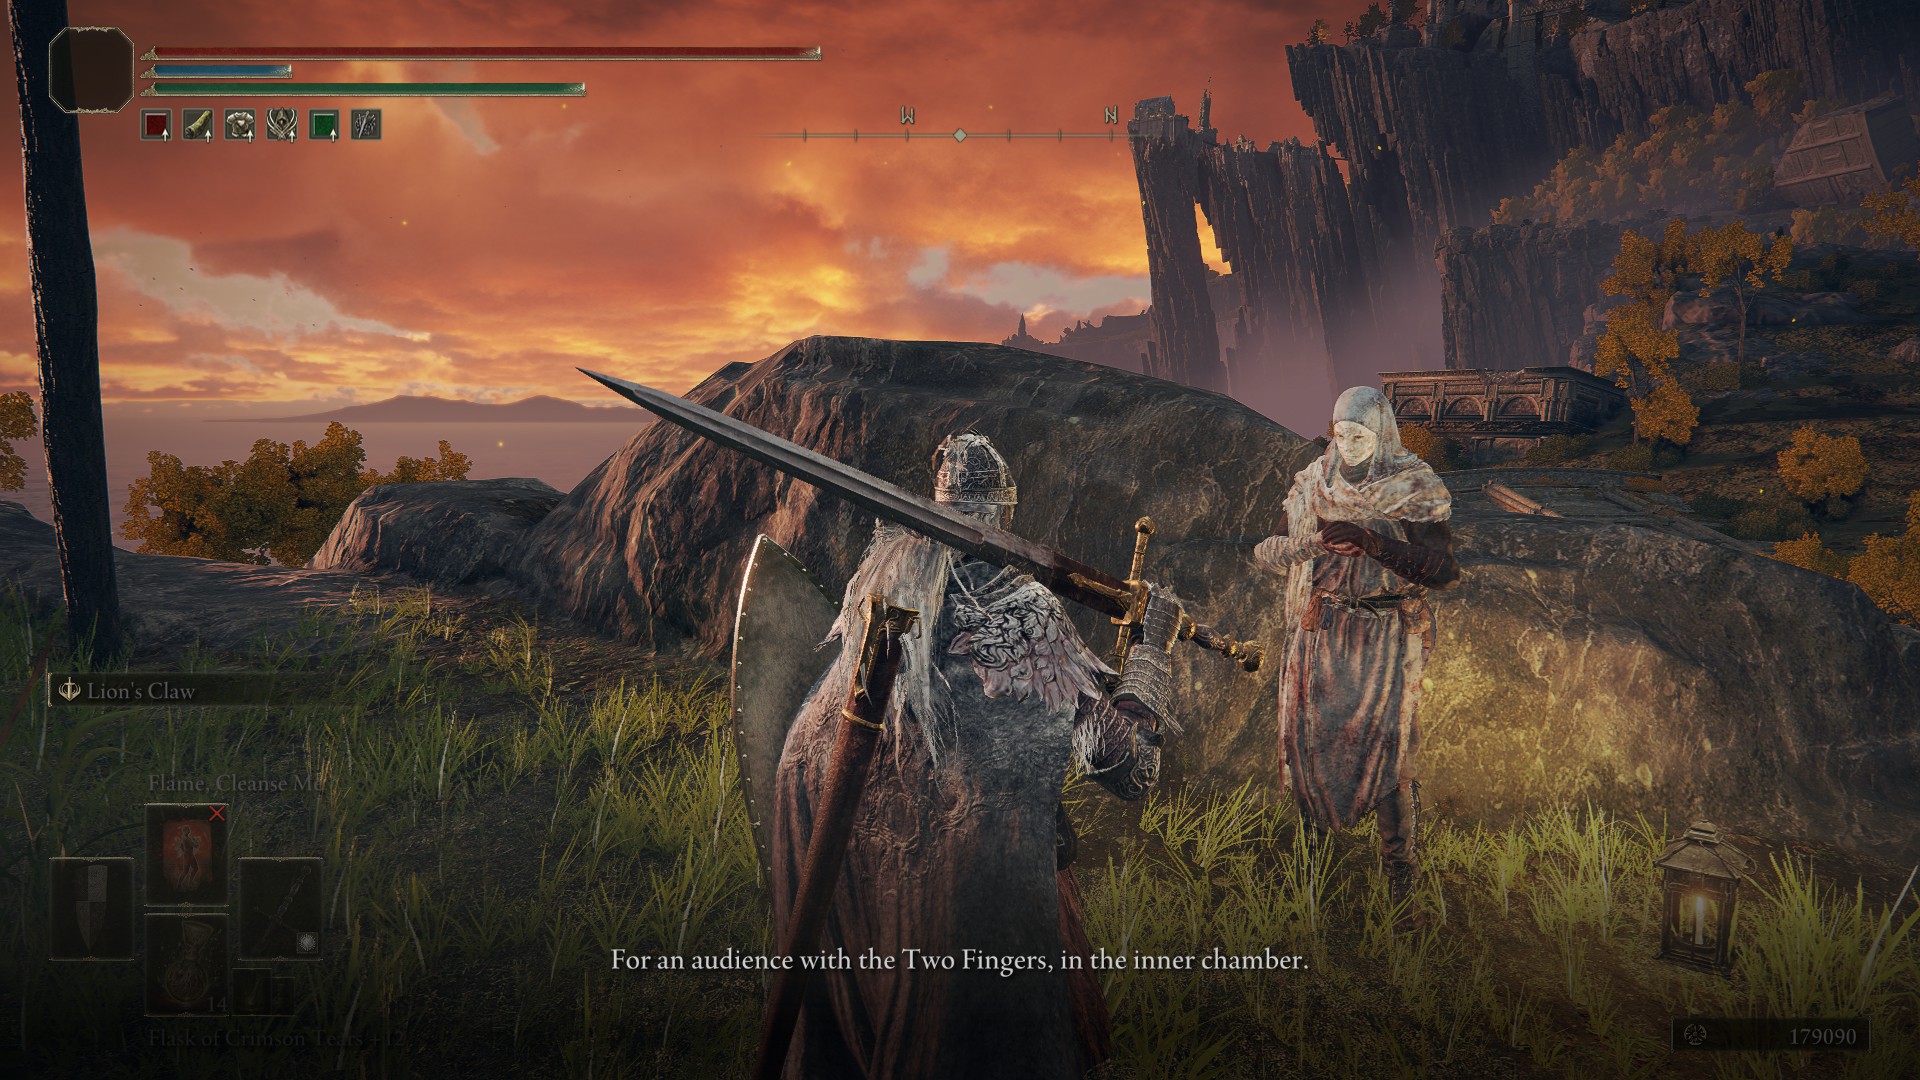 W
N
Lion's Claw
Flame, Cleanse Me
14
Flask of Crimson Tears +12
For an audience with the Two Fingers, in the inner chamber.
179090